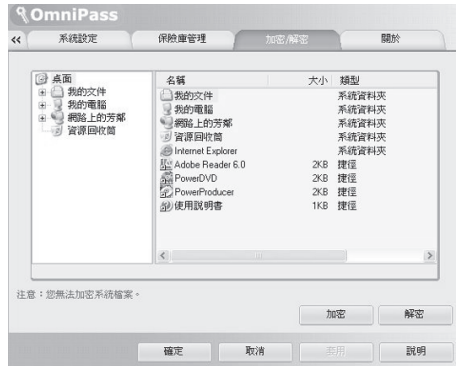 OmniPass
系統設定 保險庫管理 加密/解密 關於
桌面
我的文件
我的電腦
網路上的芳鄰
資源回收筒
名稱 大小 類型
我的文件 系統資料夾
我的電腦 系統資料夾
網路上的芳鄰 系統資料夾
資源回收筒 系統資料夾
Internet Explorer 系統資料夾
Adobe Reader 6.0 2KB 捷徑
PowerDVD 2KB 捷徑
PowerProducer 2KB 捷徑
使用說明書 1KB 捷徑
注意：您無法加密系統檔案。
加密 解密
確定 取消 套用 說明